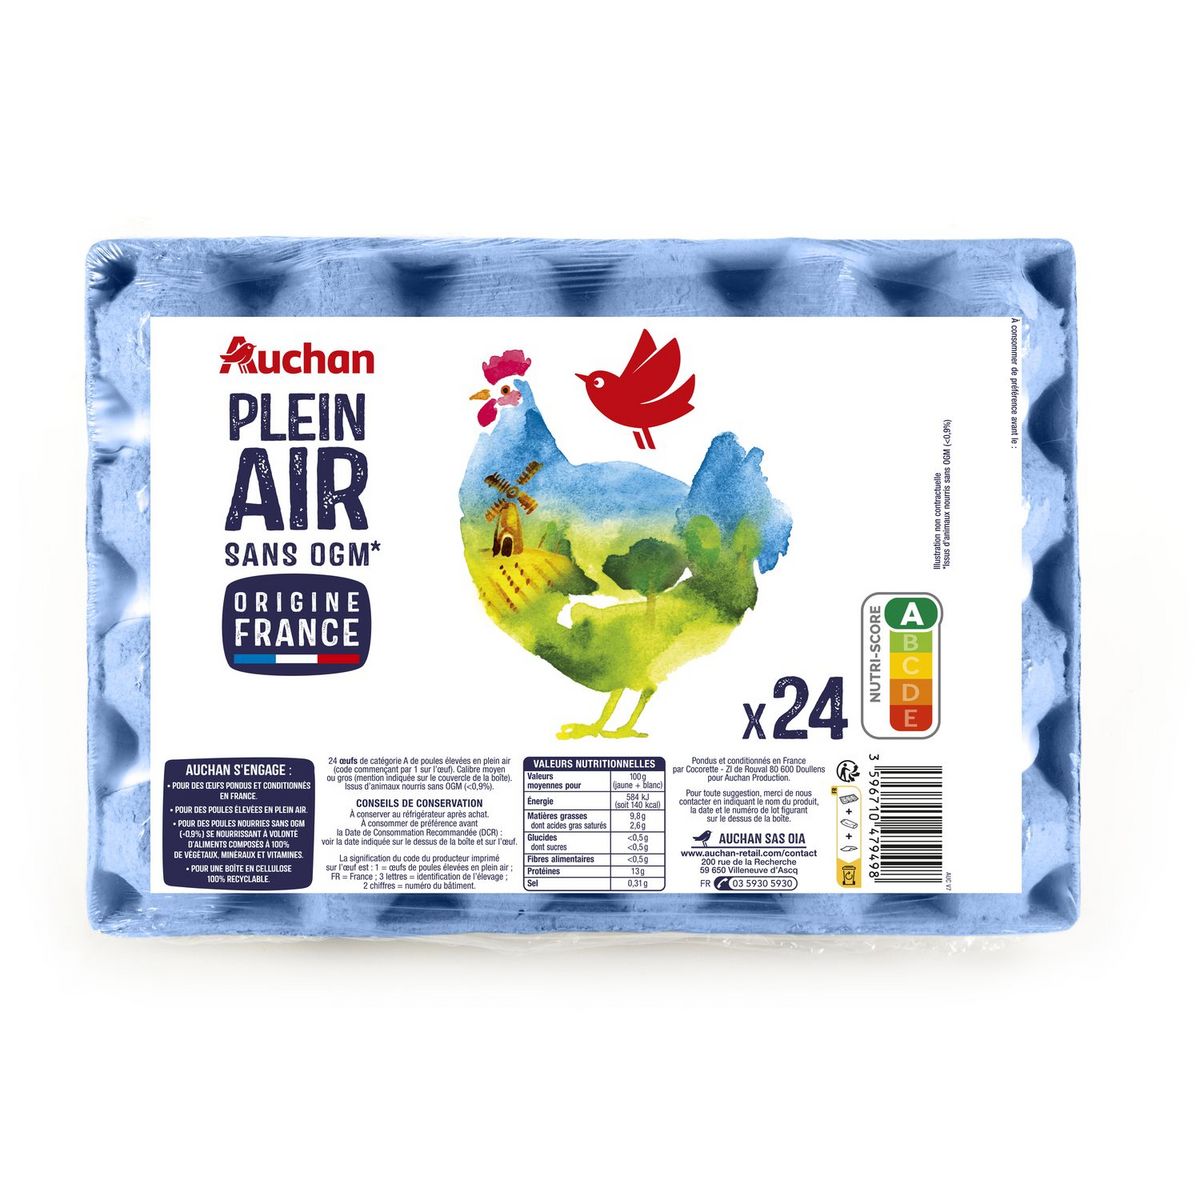 Auchan
PLEIN
AIR
SANS OGM*
ORIGINE
FRANCE
À consommer de préférence avant le :
Illustration non contractuelle
*Issus d'animaux nourris sans OGM (<0,9%)
NUTRI-SCORE
A
B
C
D
E
x24
AUCHAN S'ENGAGE :
• POUR DES ŒUFS PONDUS ET CONDITIONNÉS
EN FRANCE.
• POUR DES POULES ÉLEVÉES EN PLEIN AIR.
• POUR DES POULES NOURRIES SANS OGM
(-0,9%) SE NOURRISSANT À VOLONTÉ
D'ALIMENTS COMPOSÉS À 100%
DE VÉGÉTAUX, MINÉRAUX ET VITAMINES.
• POUR UNE BOÎTE EN CELLULOSE
100% RECYCLABLE.
24 œufs de catégorie A de poules élevées en plein air
(code commençant par 1 sur l'œuf). Calibre moyen
ou gros (mention indiquée sur le couvercle de la boîte).
Issus d'animaux nourris sans OGM (<0,9%).
CONSEILS DE CONSERVATION
À conserver au réfrigérateur après achat.
À consommer de préférence avant
la Date de Consommation Recommandée (DCR) :
voir la date indiquée sur le dessus de la boîte et sur l'œuf.
La signification du code du producteur imprimé
sur l'œuf est : 1 = œufs de poules élevées en plein air ;
FR = France ; 3 lettres = identification de l'élevage ;
2 chiffres = numéro du bâtiment.
VALEURS NUTRITIONNELLES
Valeurs moyennes pour 100g (jaune + blanc)
Énergie 584 kJ (soit 140 kcal)
Matières grasses 9,8g
dont acides gras saturés 2,6g
Glucides <0,5g
dont sucres <0,5g
Fibres alimentaires <0,5g
Protéines 13g
Sel 0,31g
Pondus et conditionnés en France
par Cocorette - ZI de Rouval 80 600 Doullens
pour Auchan Production.
Pour toute suggestion, merci de nous
contacter en indiquant le nom du produit,
la date et le numéro de lot figurant
sur le dessus de la boîte.
AUCHAN SAS OIA
www.auchan-retail.com/contact
200 rue de la Recherche
59 650 Villeneuve d'Ascq
FR 03 5930 5930
FR
+
+
3 596710 479498
AUC V7